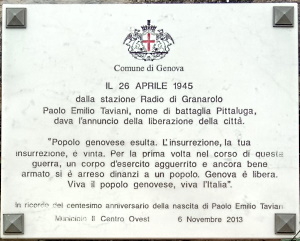 Comune di Genova
IL 26 APRILE 1945
dalla stazione Radio di Granarolo
Paolo Emilio Taviani, nome di battaglia Pittaluga,
dava l'annuncio della liberazione della città.
"Popolo genovese esulta. L'insurrezione, la tua
insurrezione, è vinta. Per la prima volta nel corso di questa
guerra, un corpo d'esercito agguerrito e ancora bene
armato si è arreso dinanzi a un popolo. Genova è libera.
Viva il popolo genovese, viva l'Italia".
In ricordo del centesimo anniversario della nascita di Paolo Emilio Taviani
Municipio II Centro Ovest 6 Novembre 2013